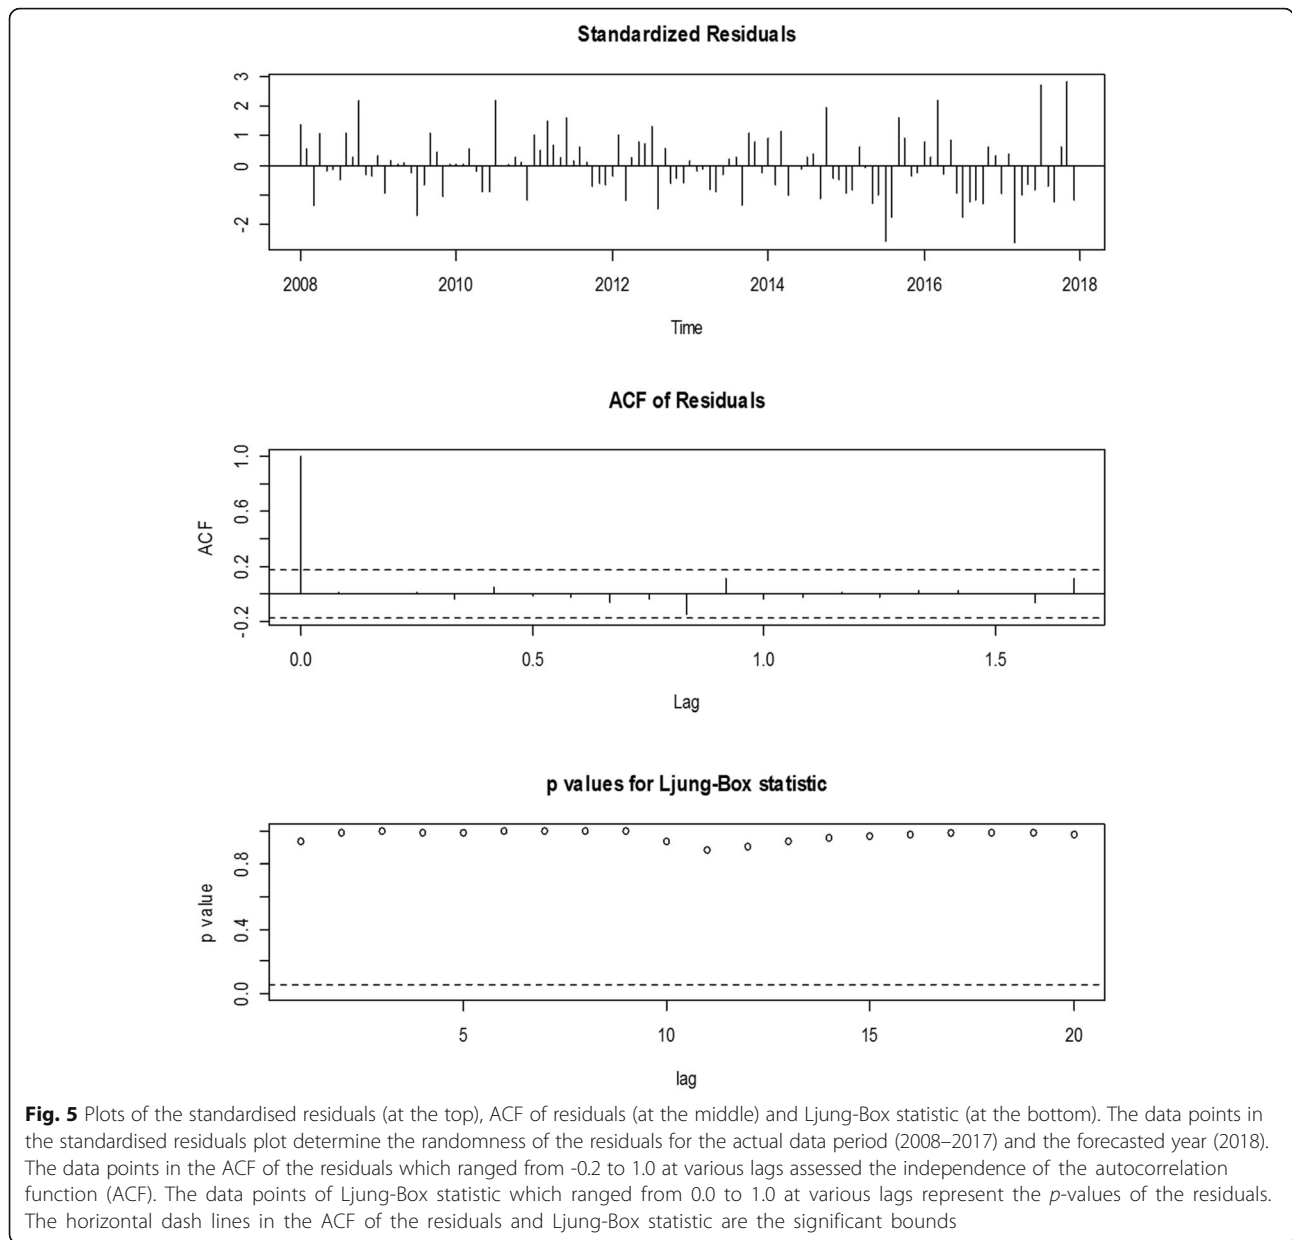 Standardized Residuals
3
2
1
0
-2
2008 2010 2012 2014 2016 2018
Time
ACF of Residuals
1.0
0.6
0.2
-0.2
ACF
0.0 0.5 1.0 1.5
Lag
p values for Ljung-Box statistic
0.8
0.4
0.0
p value
5 10 15 20
lag
Fig. 5 Plots of the standardised residuals (at the top), ACF of residuals (at the middle) and Ljung-Box statistic (at the bottom). The data points in
the standardised residuals plot determine the randomness of the residuals for the actual data period (2008–2017) and the forecasted year (2018).
The data points in the ACF of the residuals which ranged from -0.2 to 1.0 at various lags assessed the independence of the autocorrelation
function (ACF). The data points of Ljung-Box statistic which ranged from 0.0 to 1.0 at various lags represent the p-values of the residuals.
The horizontal dash lines in the ACF of the residuals and Ljung-Box statistic are the significant bounds